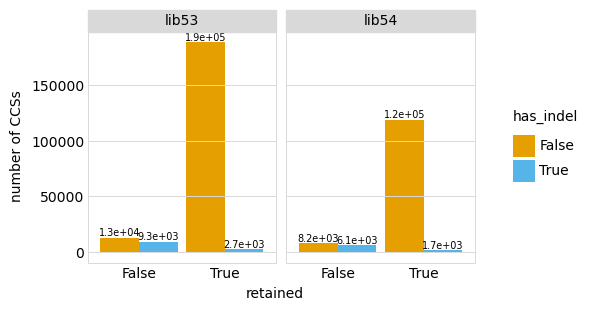 lib53
lib54
number of CCSs
150000
100000
50000
0
1.3e+04
9.3e+03
1.9e+05
2.7e+03
8.2e+03
6.1e+03
1.2e+05
1.7e+03
False
True
False
True
retained
has_indel
False
True